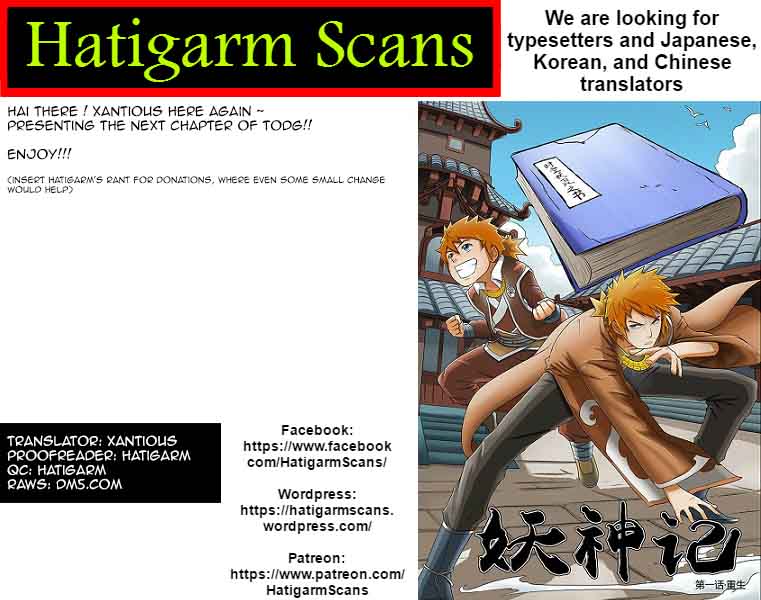 Hatigarm Scans
We are looking for
typesetters and Japanese,
Korean, and Chinese
translators
HAI THERE ! XANTIOUS HERE AGAIN ~
PRESENTING THE NEXT CHAPTER OF TODG!!
ENJOY!!!
(INSERT HATIGARM'S RANT FOR DONATIONS, WHERE EVEN SOME SMALL CHANGE
WOULD HELP)
TRANSLATOR: XANTIOUS
PROOFREADER: HATIGARM
QC: HATIGARM
RAWS: DM5.COM
Facebook:
https://www.facebook
com/HatigarmScans/
Wordpress:
https://hatigarmscans.
wordpress.com/
Patreon:
https://www.patreon.com/
HatigarmScans
妖神记
第一话·重生